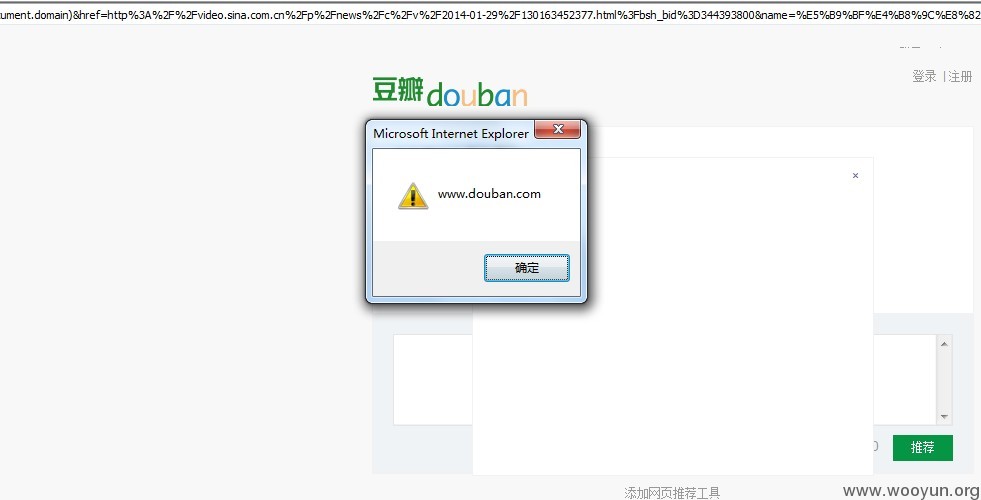 ument.domain)&href=http%3A%2F%2Fvideo.sina.com.cn%2Fp%2Fnews%2Fc%2Fv%2F2014-01-29%2F130163452377.html%3Fbsh_bid%3D344393800&name=%E5%B9%BF%E4%B8%9C%E8%82
登录 | 注册
豆瓣douban
Microsoft Internet Explorer
×
www.douban.com
确定
推荐
添加网页推荐工具
www.wooyun.org